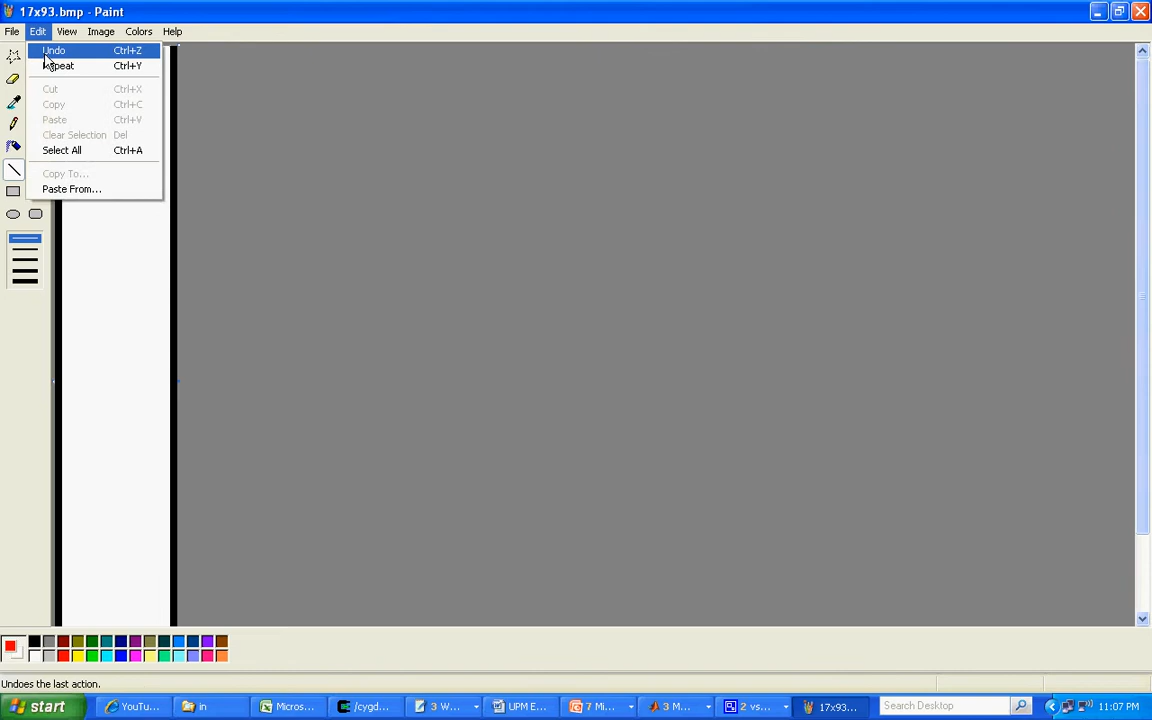 17x93.bmp - Paint
File Edit View Image Colors Help
Undo Ctrl+Z
Repeat Ctrl+Y
Cut Ctrl+X
Copy Ctrl+C
Paste Ctrl+V
Clear Selection Del
Select All Ctrl+A
Copy To...
Paste From...
Undoes the last action.
start YouTu... in Micros... /cygd... 3 W... UPM E... 7 Mi... 3 M... 2 vs... 17x93... Search Desktop 11:07 PM